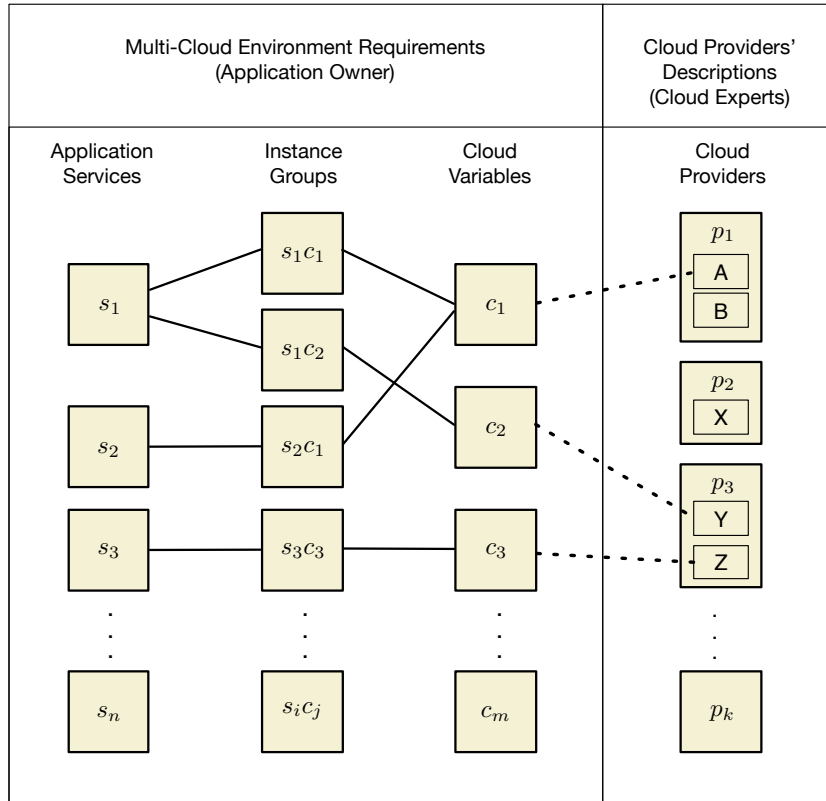 Multi-Cloud Environment Requirements
(Application Owner)
Cloud Providers'
Descriptions
(Cloud Experts)
Application
Services
Instance
Groups
Cloud
Variables
Cloud
Providers
s₁
s₂
s₃
. . .
sₙ
s₁c₁
s₁c₂
s₂c₁
s₃c₃
. . .
sᵢcⱼ
c₁
c₂
c₃
. . .
cₘ
p₁
A
B
p₂
X
p₃
Y
Z
. . .
pₖ